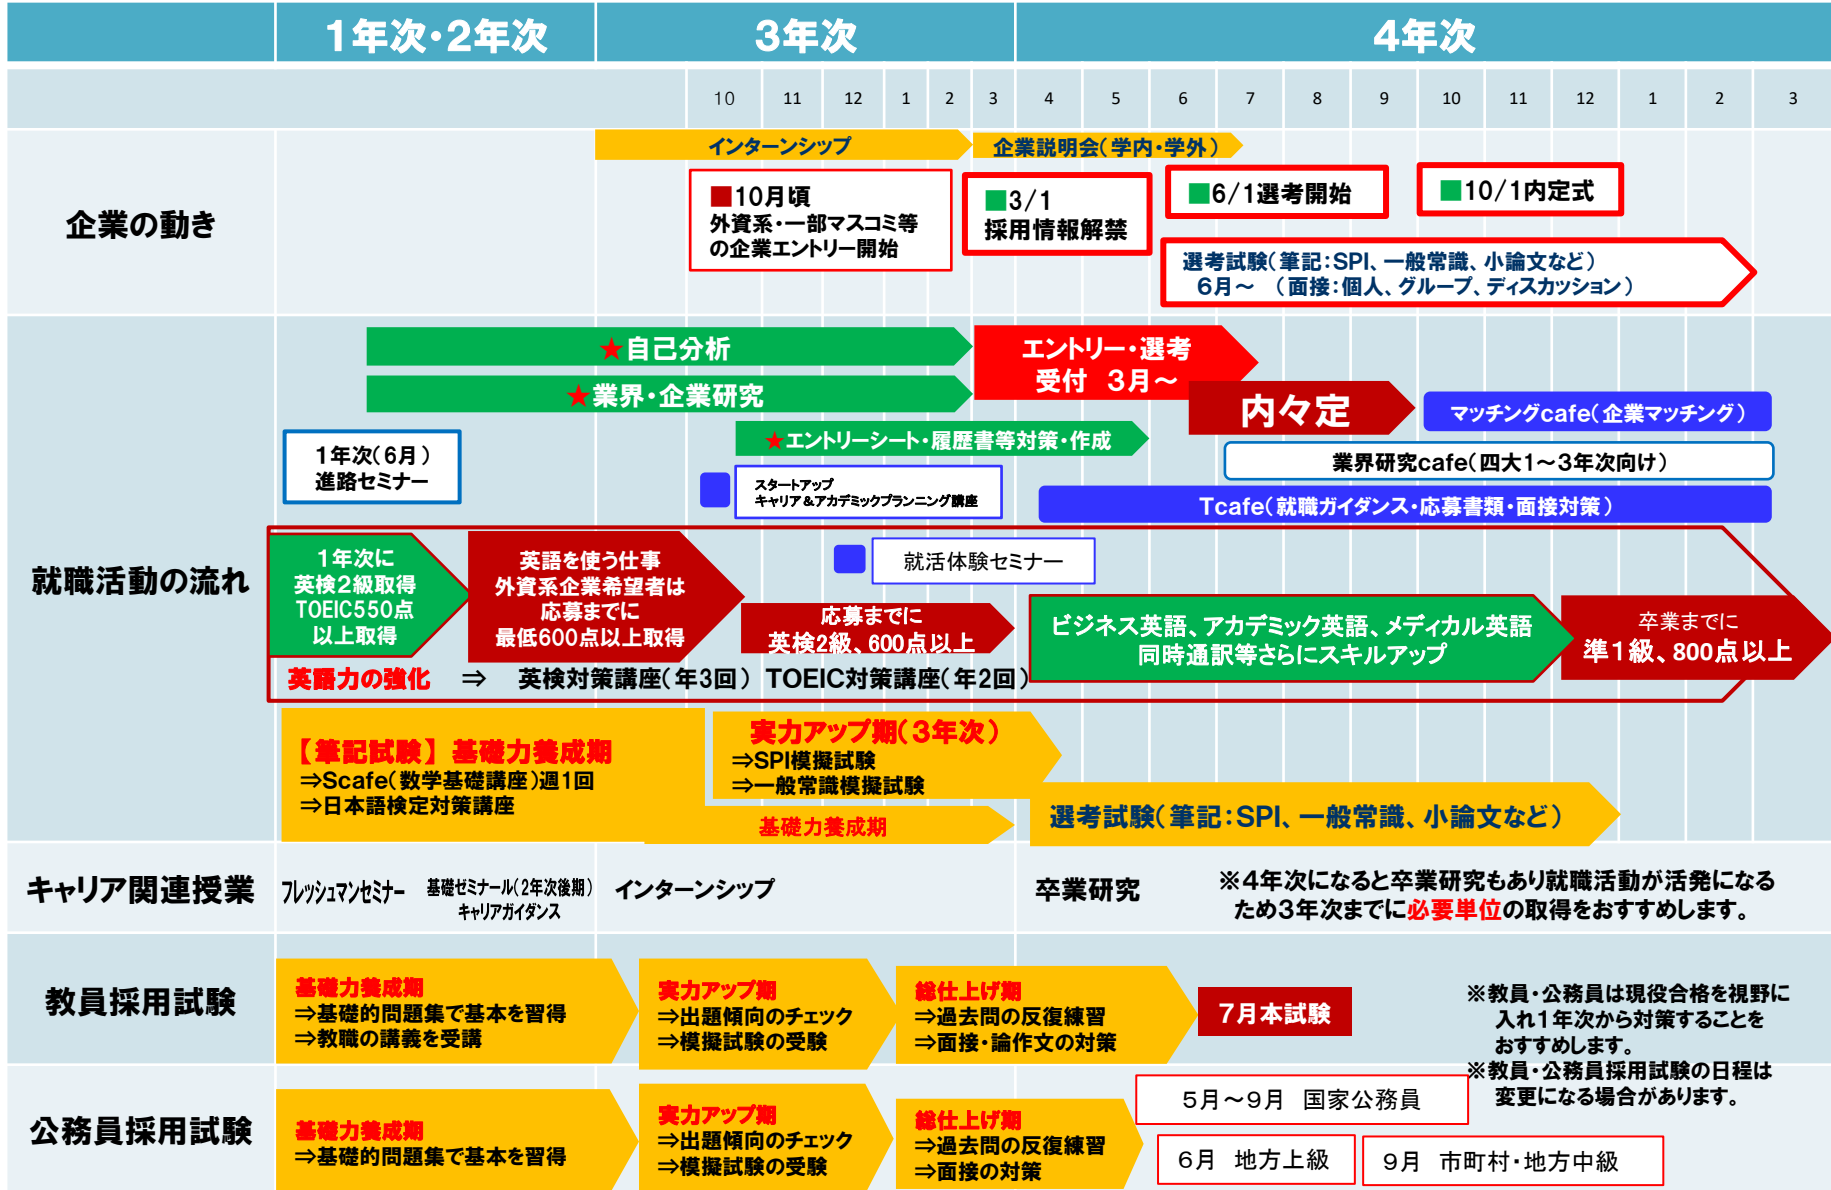 1年次・2年次
3年次
4年次
10 11 12 1 2 3 4 5 6 7 8 9 10 11 12 1 2 3
企業の動き
インターンシップ
企業説明会(学内・学外)
■10月頃
外資系・一部マスコミ等
の企業エントリー開始
■3/1
採用情報解禁
■6/1選考開始
■10/1内定式
選考試験(筆記:SPI、一般常識、小論文など)
6月~ (面接:個人、グループ、ディスカッション)
就職活動の流れ
★自己分析
★業界・企業研究
エントリー・選考
受付 3月~
内々定
マッチングcafe(企業マッチング)
★エントリーシート・履歴書等対策・作成
1年次(6月)
進路セミナー
業界研究cafe(四大1~3年次向け)
スタートアップ
キャリア&アカデミックプランニング講座
Tcafe(就職ガイダンス・応募書類・面接対策)
就活体験セミナー
1年次に
英検2級取得
TOEIC550点
以上取得
英語を使う仕事
外資系企業希望者は
応募までに
最低600点以上取得
応募までに
英検2級、600点以上
ビジネス英語、アカデミック英語、メディカル英語
同時通訳等さらにスキルアップ
卒業までに
準1級、800点以上
英語力の強化 ⇒ 英検対策講座(年3回) TOEIC対策講座(年2回)
【筆記試験】基礎力養成期
⇒Scafe(数学基礎講座)週1回
⇒日本語検定対策講座
実力アップ期(3年次)
⇒SPI模擬試験
⇒一般常識模擬試験
基礎力養成期
選考試験(筆記:SPI、一般常識、小論文など)
キャリア関連授業
フレッシュマンセミナー
基礎ゼミナール(2年次後期)
キャリアガイダンス
インターンシップ
卒業研究
※4年次になると卒業研究もあり就職活動が活発になる
ため3年次までに必要単位の取得をおすすめします。
教員採用試験
基礎力養成期
⇒基礎的問題集で基本を習得
⇒教職の講義を受講
実力アップ期
⇒出題傾向のチェック
⇒模擬試験の受験
総仕上げ期
⇒過去問の反復練習
⇒面接・論作文の対策
7月本試験
※教員・公務員は現役合格を視野に
入れ1年次から対策することを
おすすめします。
※教員・公務員採用試験の日程は
変更になる場合があります。
公務員採用試験
基礎力養成期
⇒基礎的問題集で基本を習得
実力アップ期
⇒出題傾向のチェック
⇒模擬試験の受験
総仕上げ期
⇒過去問の反復練習
⇒面接の対策
5月~9月 国家公務員
6月 地方上級
9月 市町村・地方中級